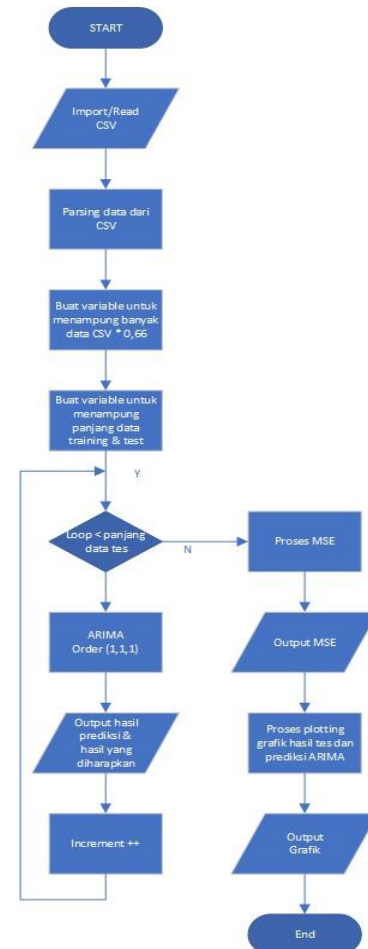 START
Import/Read
CSV
Parsing data dari
CSV
Buat variable untuk
menampung banyak
data CSV * 0,66
Buat variable untuk
menampung
panjang data
training & test
Y
Loop < panjang
data tes
N
ARIMA
Order (1,1,1)
Output hasil
prediksi &
hasil yang
diharapkan
Increment ++
Proses MSE
Output MSE
Proses plotting
grafik hasil tes dan
prediksi ARIMA
Output
Grafik
End